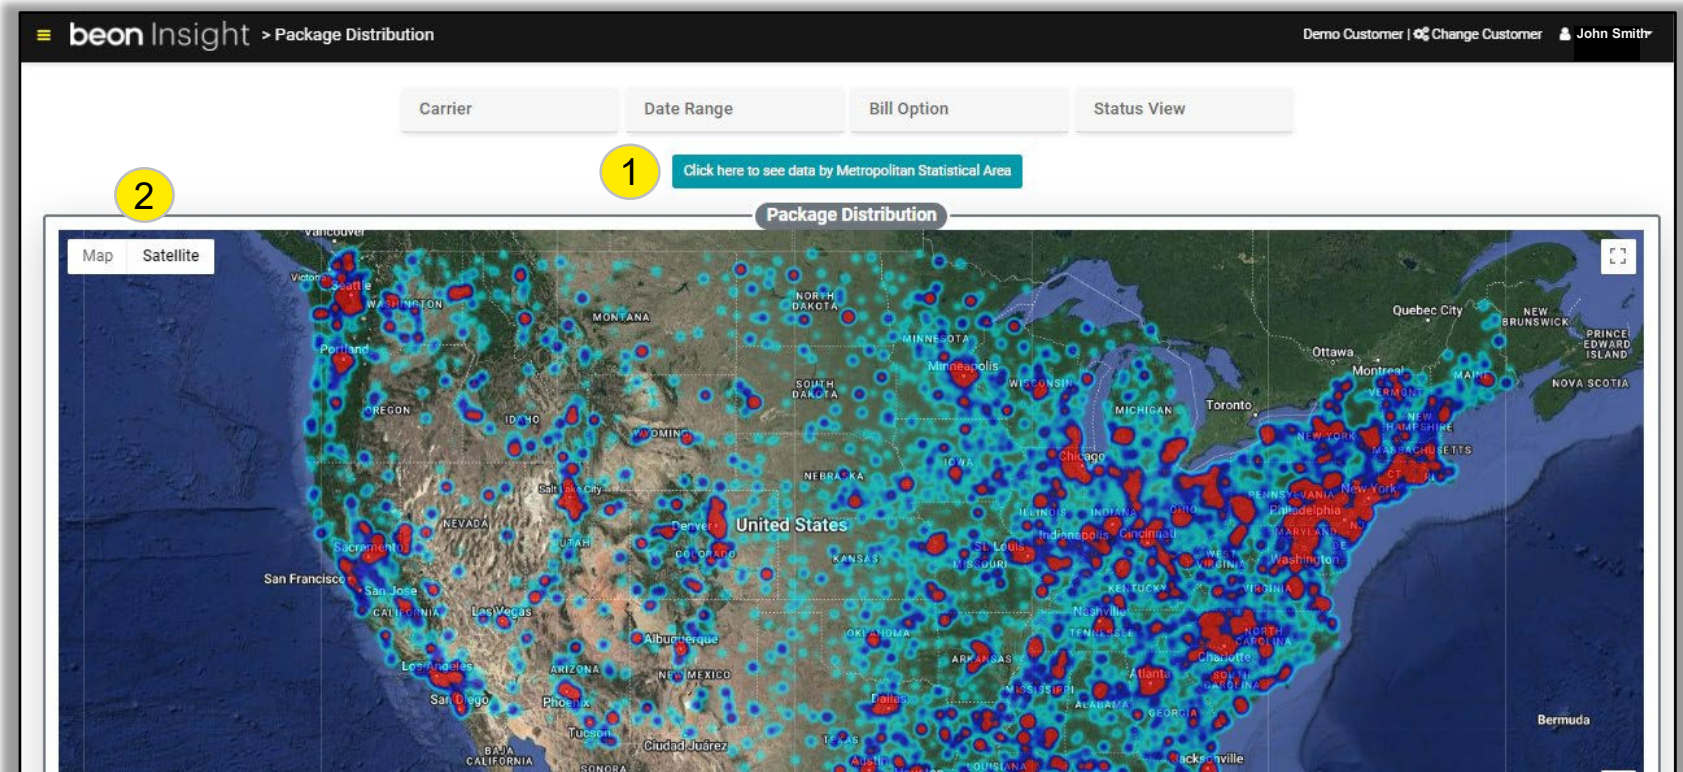 beon Insight > Package Distribution
Demo Customer | Change Customer John Smith
Carrier
Date Range
Bill Option
Status View
1
Click here to see data by Metropolitan Statistical Area
2
Package Distribution
Map
Satellite
Vancouver
Seattle
WASHINGTON
MONTANA
NORTH
DAKOTA
MINNESOTA
Quebec City
NEW
BRUNSWICK
PRINCE
EDWARD
ISLAND
Ottawa
Montreal
MAINE
NOVA SCOTIA
Portland
Minneapolis
WISCONSIN
SOUTH
DAKOTA
VERMONT
OREGON
IDAHO
MICHIGAN
Toronto
NEW
HAMPSHIRE
WYOMING
NEW YORK
MASSACHUSETTS
Chicago
IOWA
NEBRASKA
CT
RI
Salt Lake City
PENNSYLVANIA
New York
NEVADA
Denver
United States
ILLINOIS
INDIANA
OHIO
Philadelphia
NJ
Sacramento
UTAH
COLORADO
KANSAS
St. Louis
MISSOURI
Indianapolis
Cincinnati
MARYLAND
DE
WEST
VIRGINIA
Washington
San Francisco
San Jose
KENTUCKY
VIRGINIA
CALIFORNIA
Las Vegas
Nashville
Albuquerque
OKLAHOMA
TENNESSEE
NORTH
CAROLINA
Los Angeles
ARIZONA
NEW MEXICO
ARKANSAS
Charlotte
Atlanta
SOUTH
CAROLINA
San Diego
Phoenix
Dallas
MISSISSIPPI
ALABAMA
GEORGIA
Bermuda
Tucson
Ciudad Juárez
TEXAS
BAJA
CALIFORNIA
SONORA
Austin
Houston
LOUISIANA
Jacksonville